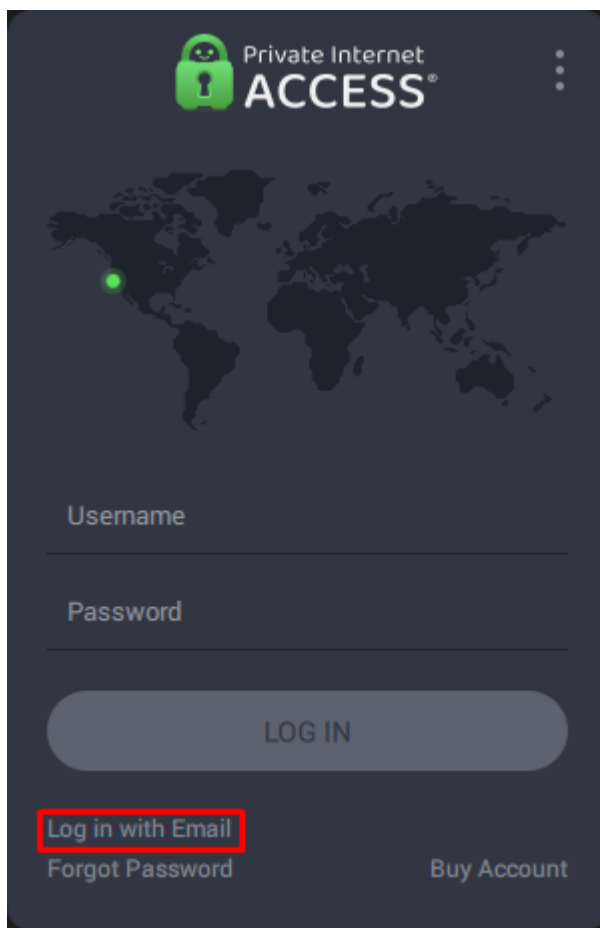 Private Internet
ACCESS®
Username
Password
LOG IN
Log in with Email
Forgot Password
Buy Account